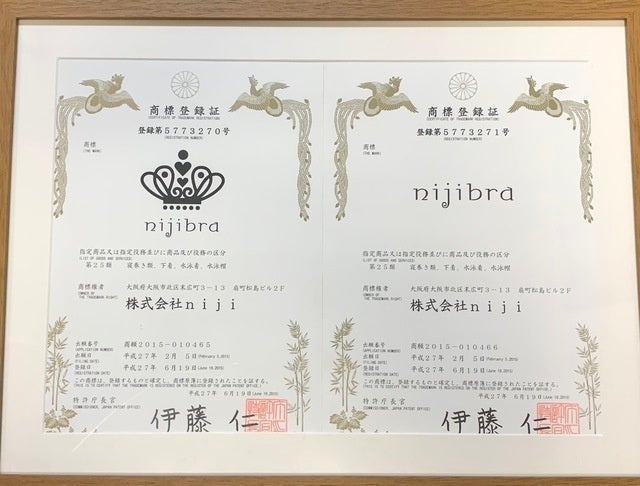 商標登録証
(CERTIFICATE OF TRADEMARK REGISTRATION)
登録第5773270号
(REGISTRATION NUMBER)
商標
(THE MARK)
nijibra
指定商品又は指定役務並びに商品及び役務の区分
(LIST OF GOODS AND SERVICES)
第25類 寝巻き類、下着、水泳着、水泳帽
商標権者
(OWNER OF THE TRADEMARK RIGHT)
大阪府大阪市北区末広町3-13 扇町松島ビル2F
株式会社niji
出願番号
(APPLICATION NUMBER)
商願2015-010465
出願日
(FILING DATE)
平成27年 2月 5日(February 5,2015)
登録日
(REGISTRATION DATE)
平成27年 6月19日(June 19,2015)
この商標は、登録するものと確定し、商標原簿に登録されたことを証する。
(THIS IS TO CERTIFY THAT THE TRADEMARK IS REGISTERED ON THE REGISTER OF THE JAPAN PATENT OFFICE.)
平成27年 6月19日(June 19,2015)
特許庁長官
(COMMISSIONER, JAPAN PATENT OFFICE)
伊藤 仁
商標登録証
(CERTIFICATE OF TRADEMARK REGISTRATION)
登録第5773271号
(REGISTRATION NUMBER)
商標
(THE MARK)
nijibra
指定商品又は指定役務並びに商品及び役務の区分
(LIST OF GOODS AND SERVICES)
第25類 寝巻き類、下着、水泳着、水泳帽
商標権者
(OWNER OF THE TRADEMARK RIGHT)
大阪府大阪市北区末広町3-13 扇町松島ビル2F
株式会社niji
出願番号
(APPLICATION NUMBER)
商願2015-010466
出願日
(FILING DATE)
平成27年 2月 5日(February 5,2015)
登録日
(REGISTRATION DATE)
平成27年 6月19日(June 19,2015)
この商標は、登録するものと確定し、商標原簿に登録されたことを証する。
(THIS IS TO CERTIFY THAT THE TRADEMARK IS REGISTERED ON THE REGISTER OF THE JAPAN PATENT OFFICE.)
平成27年 6月19日(June 19,2015)
特許庁長官
(COMMISSIONER, JAPAN PATENT OFFICE)
伊藤 仁